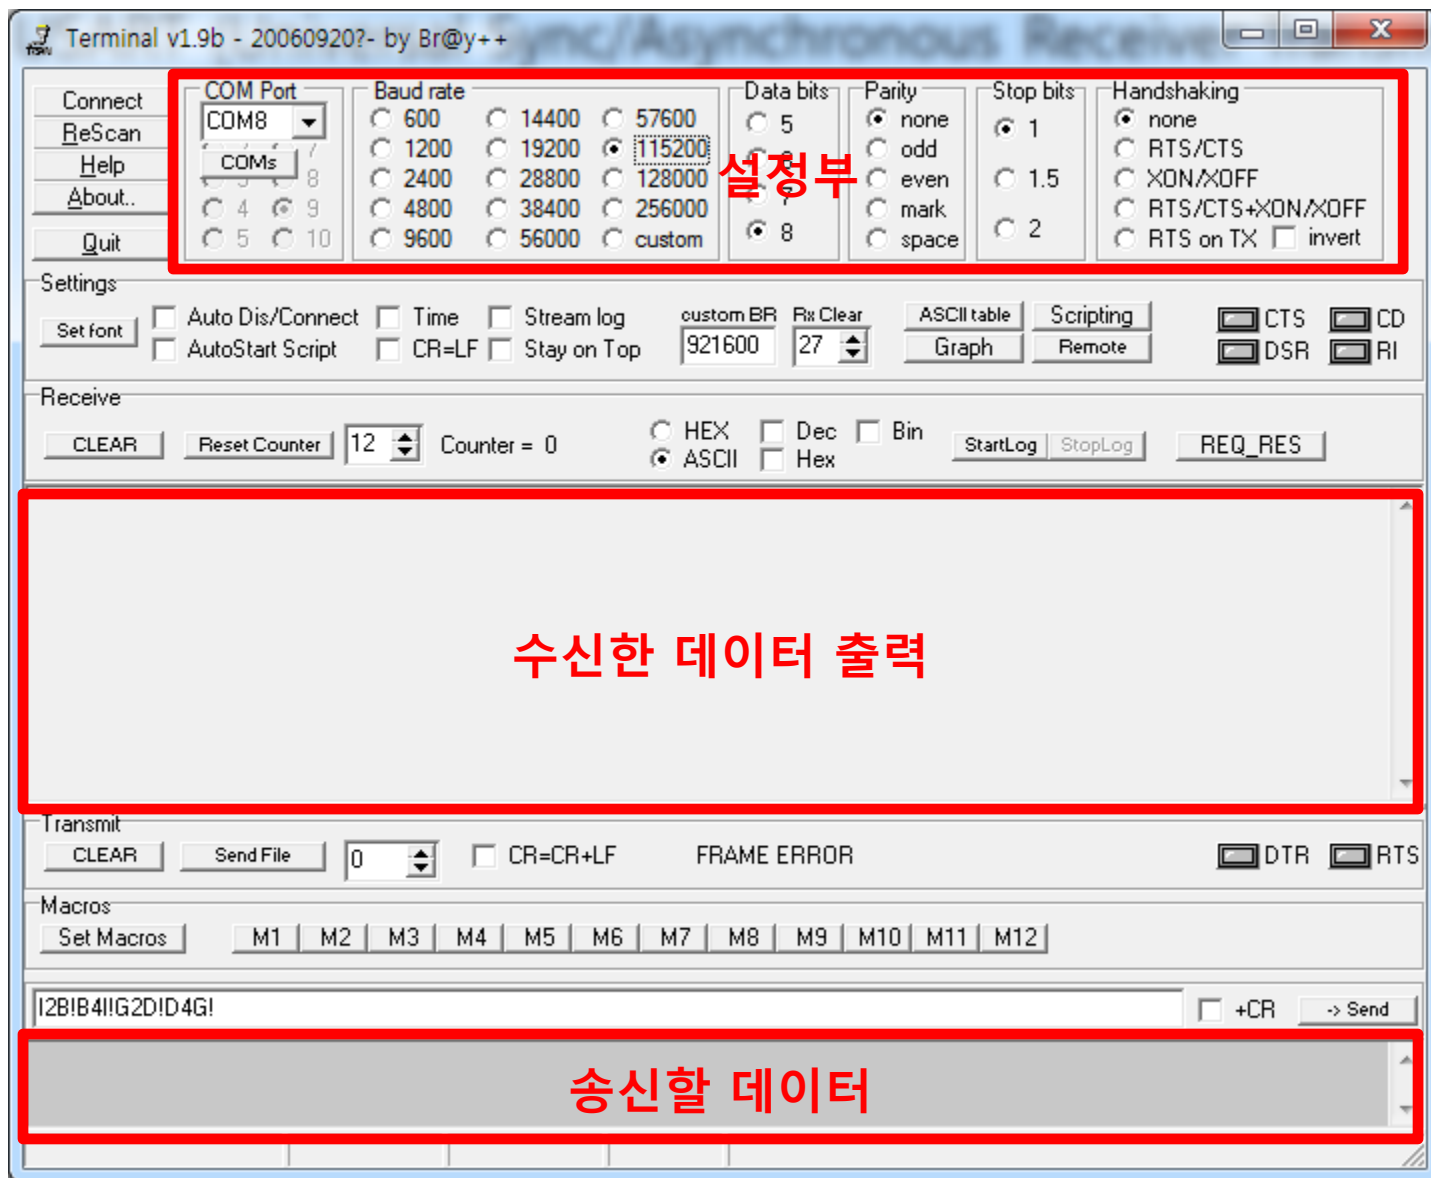 Terminal v1.9b - 20060920?- by Br@y++
Connect
ReScan
Help
About..
Quit
COM Port
COM8
COMs
7
3 8
4 9
5 10
Baud rate
600 14400 57600
1200 19200 115200
2400 28800 128000
4800 38400 256000
9600 56000 custom
Data bits
5
7
8
설정부
Parity
none
odd
even
mark
space
Stop bits
1
1.5
2
Handshaking
none
RTS/CTS
XON/XOFF
RTS/CTS+XON/XOFF
RTS on TX invert
Settings
Set font
Auto Dis/Connect Time Stream log
AutoStart Script CR=LF Stay on Top
custom BR Rx Clear
921600 27
ASCII table Scripting
Graph Remote
CTS CD
DSR RI
Receive
CLEAR Reset Counter 12 Counter = 0
HEX Dec Bin
ASCII Hex
StartLog StopLog REQ_RES
수신한 데이터 출력
Transmit
CLEAR Send File 0 CR=CR+LF FRAME ERROR DTR RTS
Macros
Set Macros M1 M2 M3 M4 M5 M6 M7 M8 M9 M10 M11 M12
I2B!B4I!G2D!D4G! +CR -> Send
송신할 데이터